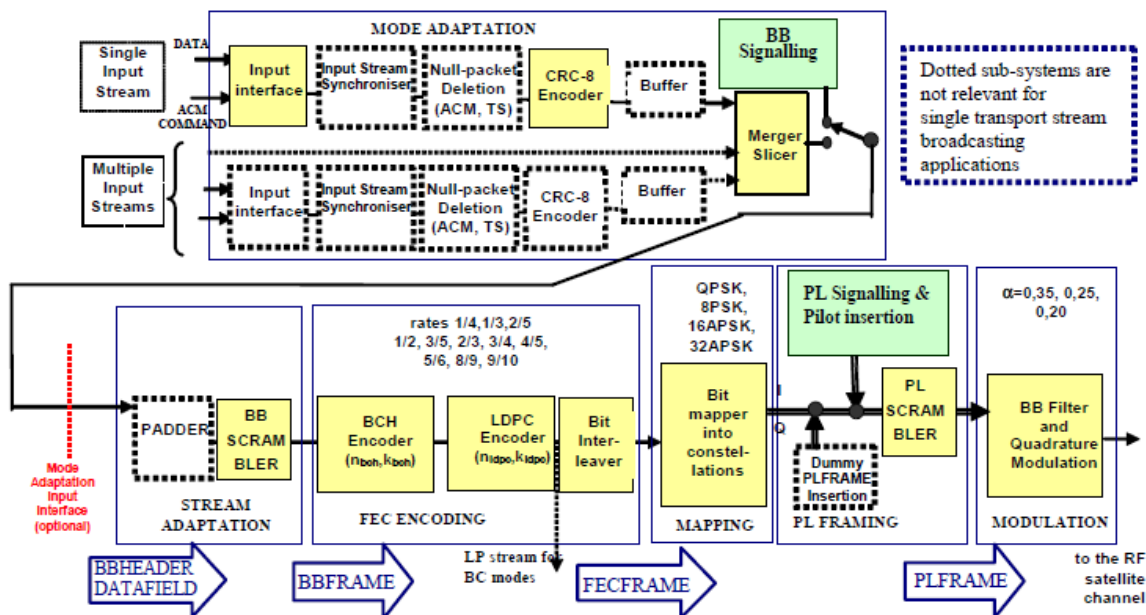 MODE ADAPTATION
BB
Signalling
Dotted sub-systems are
not relevant for
single transport stream
broadcasting
applications
Single
Input
Stream
DATA
ACM
COMMAND
Input
interface
Input Stream
Synchroniser
Null-packet
Deletion
(ACM, TS)
CRC-8
Encoder
Buffer
Merger
Slicer
Multiple
Input
Streams
Input
interface
Input Stream
Synchroniser
Null-packet
Deletion
(ACM, TS)
CRC-8
Encoder
Buffer
rates 1/4,1/3,2/5
1/2, 3/5, 2/3, 3/4, 4/5,
5/6, 8/9, 9/10
QPSK,
8PSK,
16APSK,
32APSK
PL Signalling &
Pilot insertion
α=0,35, 0,25,
0,20
PADDER
BB
SCRAM
BLER
BCH
Encoder
(nbch,kbch)
LDPC
Encoder
(nldpc,kldpc)
Bit
Inter-
leaver
Bit
mapper
into
constel-
lations
I
Q
Dummy
PLFRAME
Insertion
PL
SCRAM
BLER
BB Filter
and
Quadrature
Modulation
Mode
Adaptation
Input
Interface
(optional)
STREAM
ADAPTATION
FEC ENCODING
MAPPING
PL FRAMING
MODULATION
BBHEADER
DATAFIELD
BBFRAME
LP stream for
BC modes
FECFRAME
PLFRAME
to the RF
satellite
channel